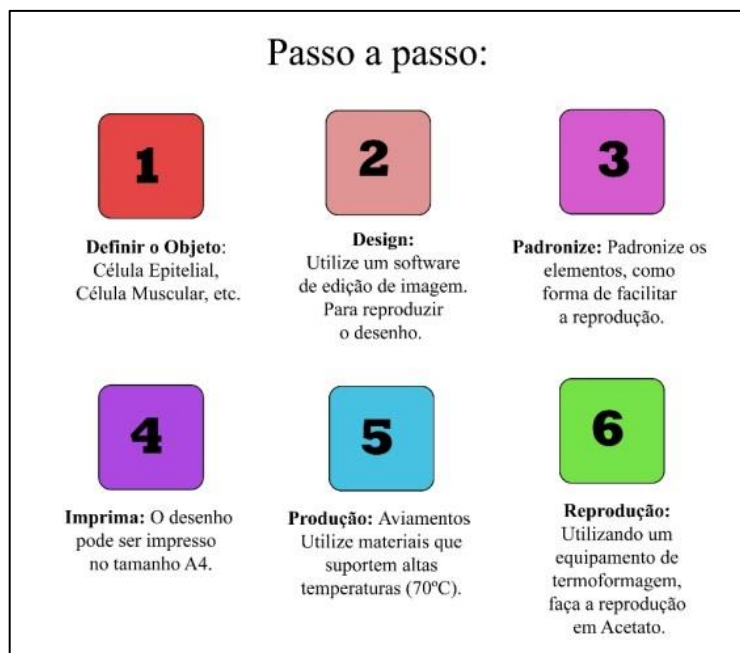 Passo a passo:
1
Definir o Objeto:
Célula Epitelial,
Célula Muscular, etc.
2
Design:
Utilize um software
de edição de imagem.
Para reproduzir
o desenho.
3
Padronize: Padronize os
elementos, como
forma de facilitar
a reprodução.
4
Imprima: O desenho
pode ser impresso
no tamanho A4.
5
Produção: Aviamentos
Utilize materiais que
suportem altas
temperaturas (70ºC).
6
Reprodução:
Utilizando um
equipamento de
termoformagem,
faça a reprodução
em Acetato.